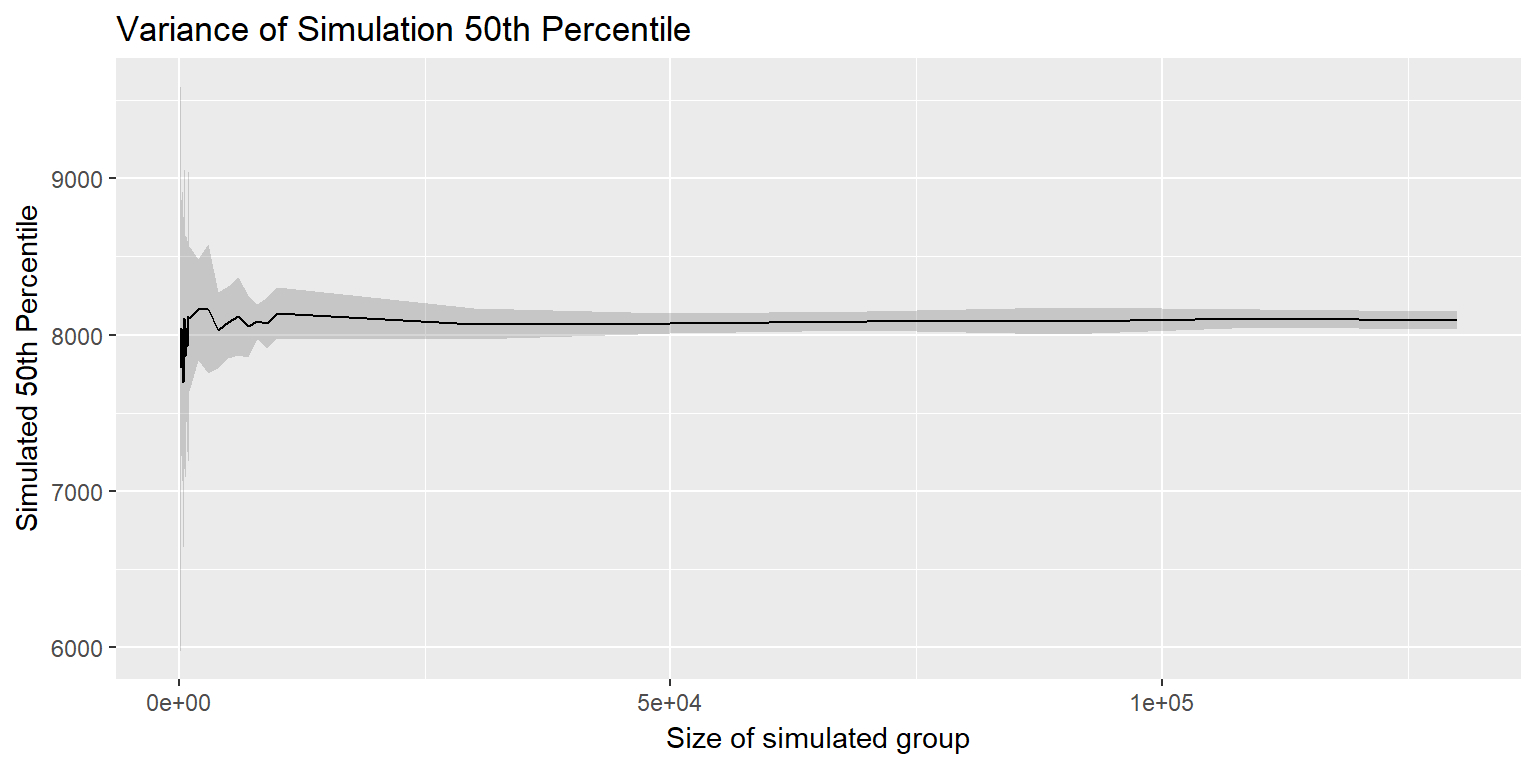 Variance of Simulation 50th Percentile
Simulated 50th Percentile
9000
8000
7000
6000
0e+00
5e+04
1e+05
Size of simulated group